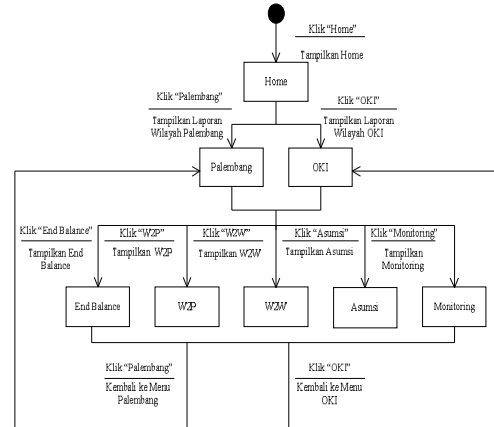 Klik “Home”
Tampilkan Home
Home
Klik “Palembang”
Tampilkan Laporan
Wilayah Palembang
Klik “OKI”
Tampilkan Laporan
Wilayah OKI
Palembang
OKI
Klik “End Balance”
Tampilkan End
Balance
Klik “W2P”
Tampilkan W2P
Klik “W2W”
Tampilkan W2W
Klik “Asumsi”
Tampilkan Asumsi
Klik “Monitoring”
Tampilkan
Monitoring
End Balance
W2P
W2W
Asumsi
Monitoring
Klik “Palembang”
Kembali ke Menu
Palembang
Klik “OKI”
Kembali ke Menu
OKI